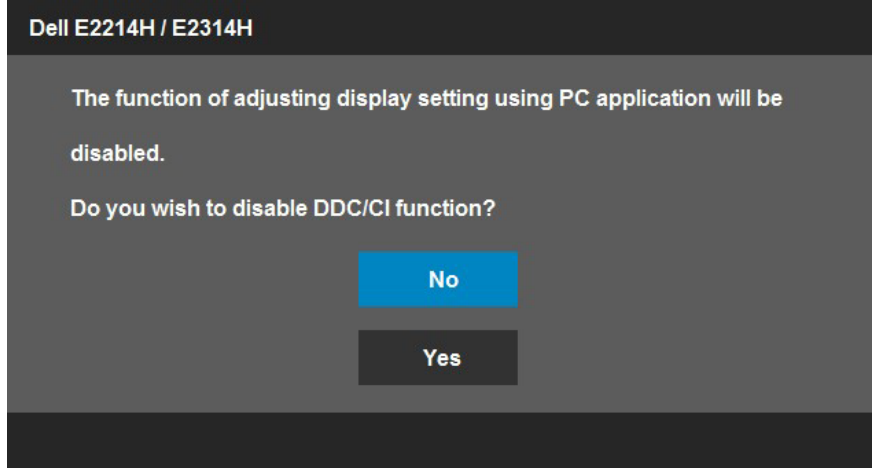 Dell E2214H / E2314H
The function of adjusting display setting using PC application will be
disabled.
Do you wish to disable DDC/CI function?
No
Yes